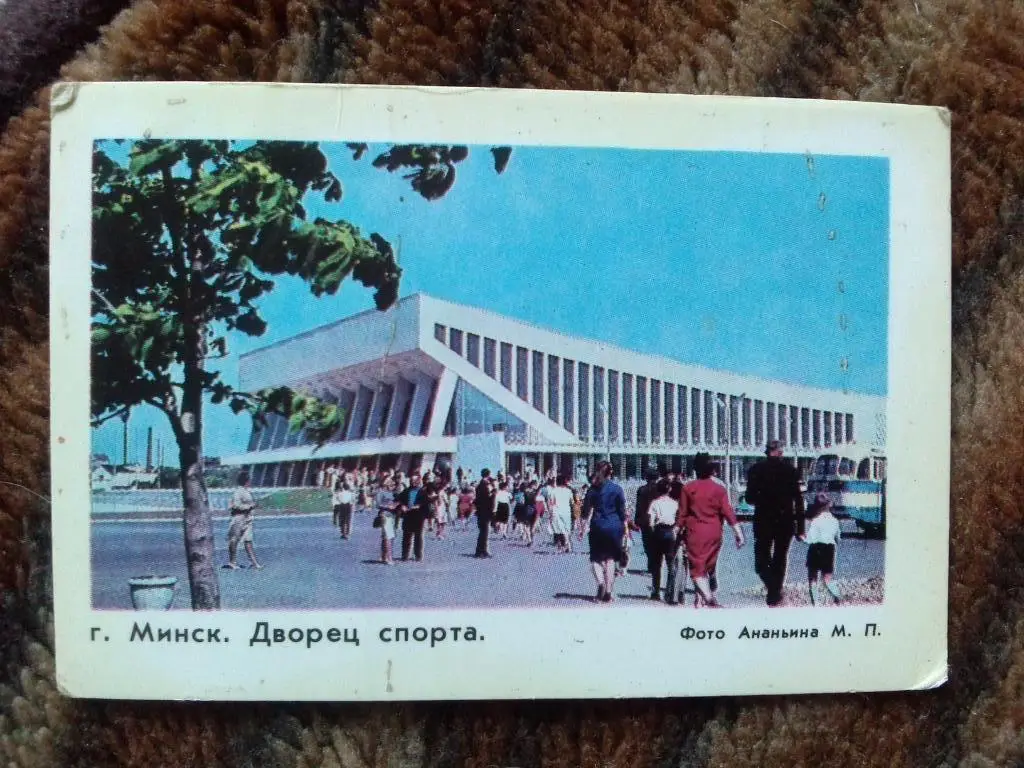 г. Минск. Дворец спорта.
Фото Ананьина М. П.